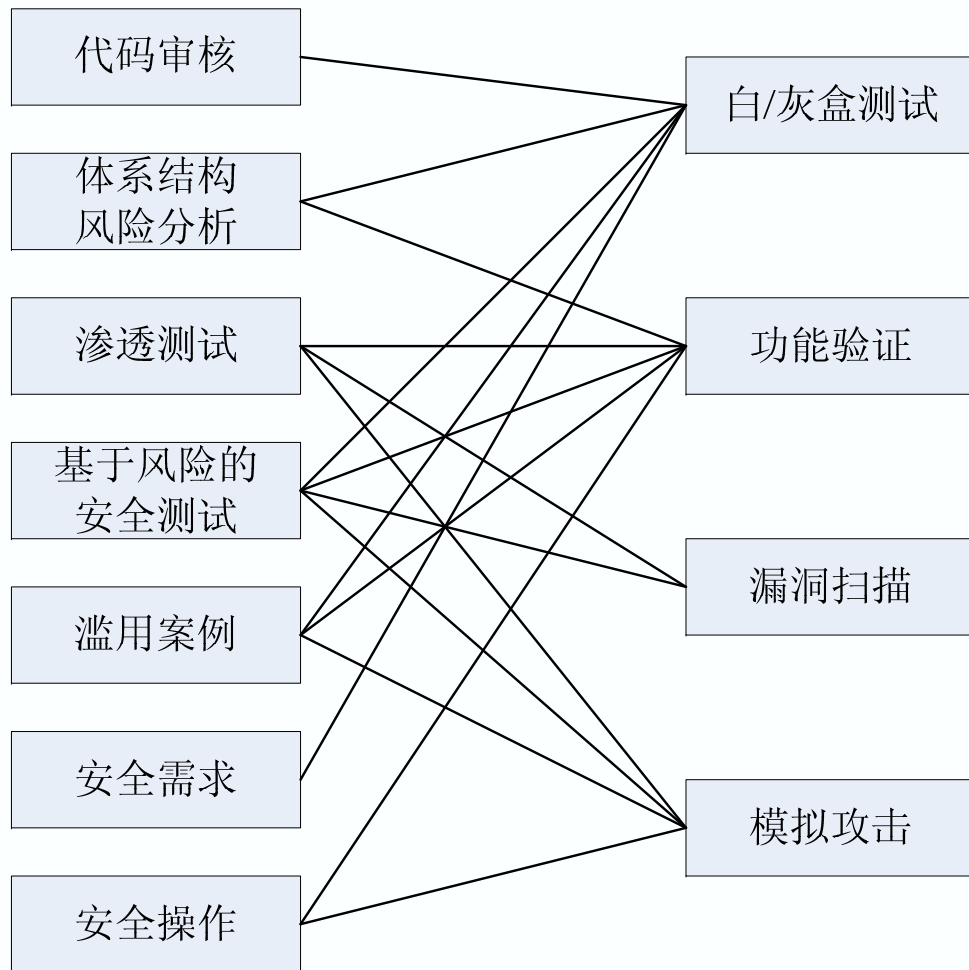 代码审核
体系结构
风险分析
渗透测试
基于风险的
安全测试
滥用案例
安全需求
安全操作
白/灰盒测试
功能验证
漏洞扫描
模拟攻击